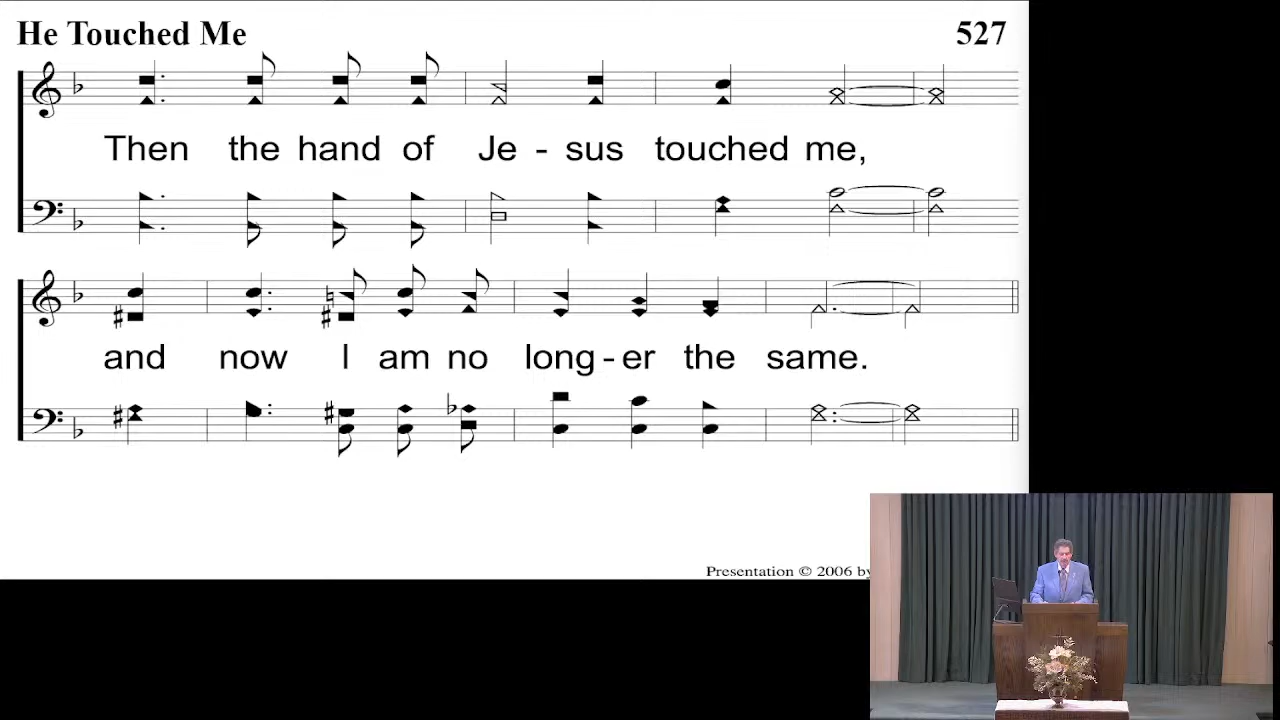 He Touched Me 527
Then the hand of Je - sus touched me,
and now I am no long - er the same.
Presentation © 2006 by